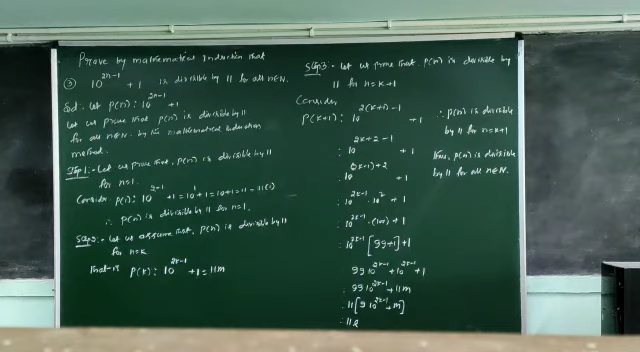 Prove by mathematical Induction that
③ 10^{2n-1} + 1 is divisible by 11 for all n∈N.
Sol: Let P(n): 10^{2n-1} + 1
Let us prove that P(n) is divisible by 11
for all n∈N. by the mathematical Induction
method.
Step 1:- Let us prove that, P(n) is divisible by 11
for n=1.
Consider P(1): 10^{2-1} + 1 = 10^1 + 1 = 10 + 1 = 11 = 11(1)
∴ P(n) is divisible by 11 for n=1.
Step 2:- Let us assume that, P(n) is divisible by 11
for n=k
That is P(k): 10^{2k-1} + 1 = 11m
Step 3:- Let us prove that P(n) is divisible by
11 for n=k+1
Consider
P(k+1): 10^{2(k+1)-1} + 1
: 10^{2k+2-1} + 1
: 10^{(2k-1)+2} + 1
: 10^{2k-1} · 10^2 + 1
: 10^{2k-1} · (100) + 1
: 10^{2k-1} [99+1] + 1
99 10^{2k-1} + 10^{2k-1} + 1
: 99 10^{2k-1} + 11m
: 11[9 10^{2k-1} + m]
: 11l
∴ P(n) is divisible
by 11 for n=k+1
Thus, P(n) is divisible
by 11 for all n∈N.